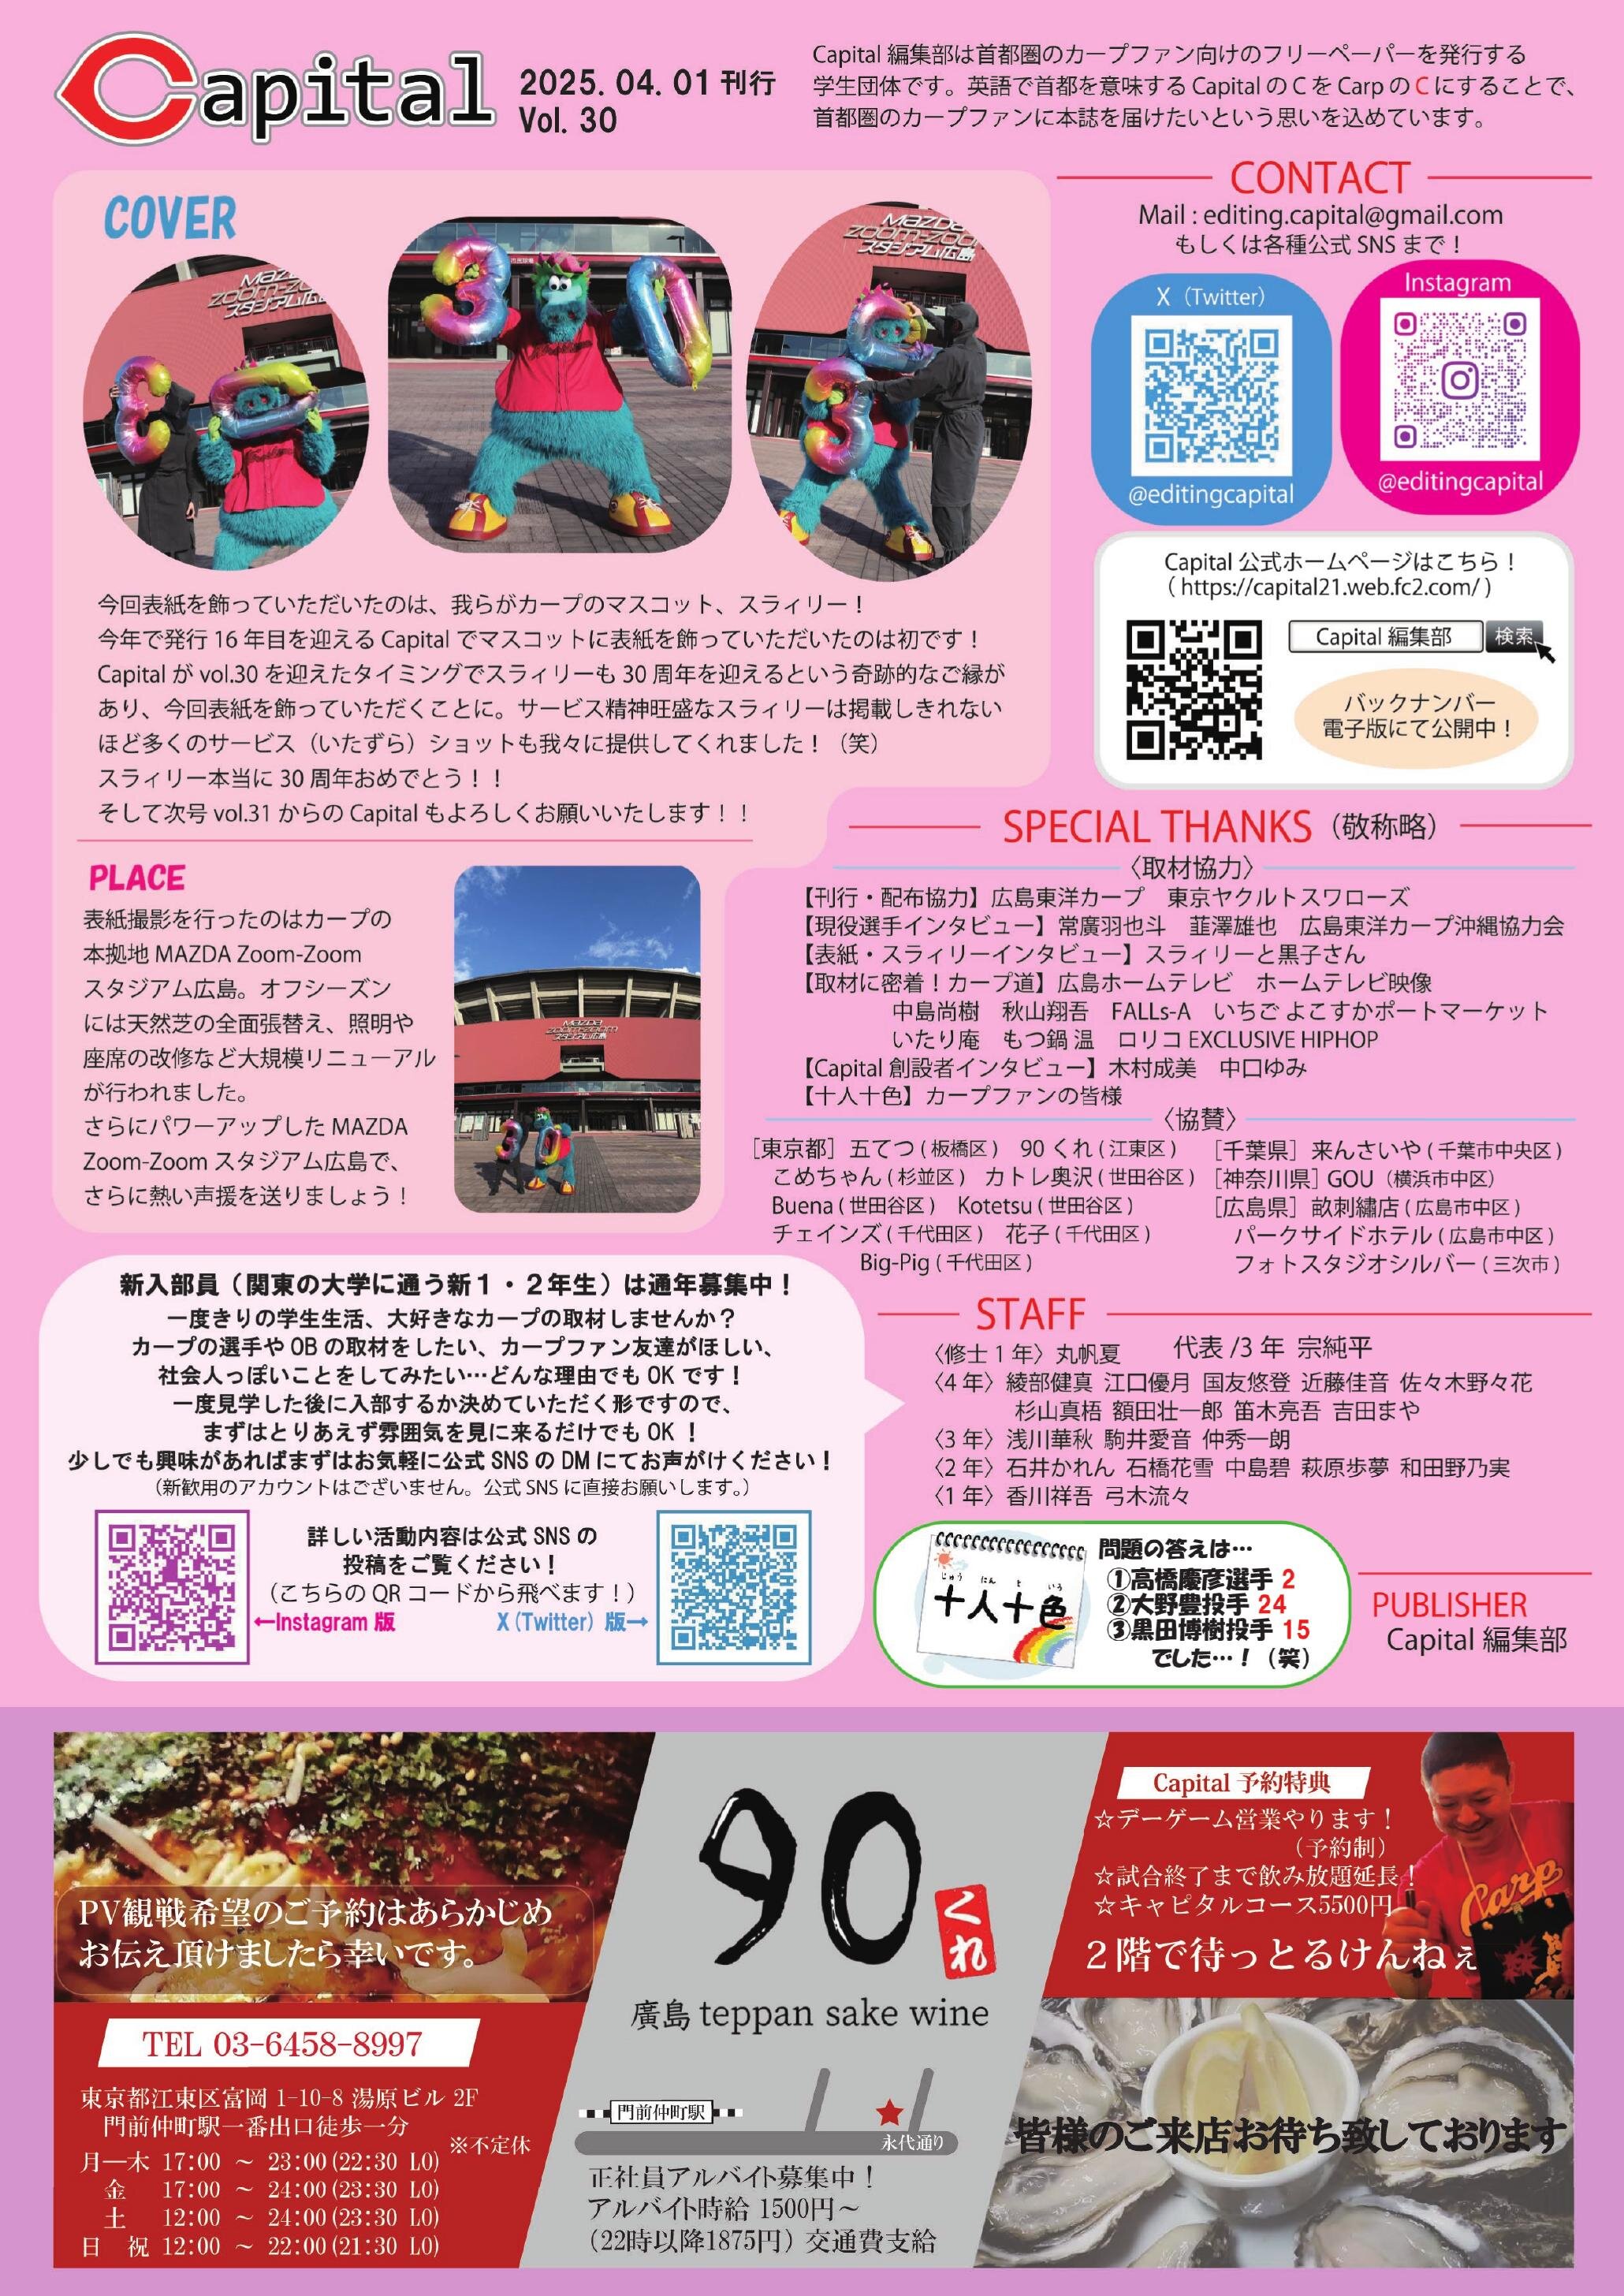 Capital
2025. 04. 01 刊行
Vol. 30
Capital 編集部は首都圏のカープファン向けのフリーペーパーを発行する
学生団体です。英語で首都を意味する Capital の C を Carp の C にすることで、
首都圏のカープファンに本誌を届けたいという思いを込めています。
COVER
MAZDA
ZOOM-ZOOM
スタジアム広島
今回表紙を飾っていただいたのは、我らがカープのマスコット、スラィリー！
今年で発行 16 年目を迎える Capital でマスコットに表紙を飾っていただいたのは初です！
Capital が vol.30 を迎えたタイミングでスラィリーも 30 周年を迎えるという奇跡的なご縁が
あり、今回表紙を飾っていただくことに。サービス精神旺盛なスラィリーは掲載しきれない
ほど多くのサービス（いたずら）ショットも我々に提供してくれました！（笑）
スラィリー本当に 30 周年おめでとう！！
そして次号 vol.31 からの Capital もよろしくお願いいたします！！
PLACE
表紙撮影を行ったのはカープの
本拠地 MAZDA Zoom-Zoom
スタジアム広島。オフシーズン
には天然芝の全面張替え、照明や
座席の改修など大規模リニューアル
が行われました。
さらにパワーアップした MAZDA
Zoom-Zoom スタジアム広島で、
さらに熱い声援を送りましょう！
CONTACT
Mail : editing.capital@gmail.com
もしくは各種公式 SNS まで！
X（Twitter）
@editingcapital
Instagram
@editingcapital
Capital 公式ホームページはこちら！
( https://capital21.web.fc2.com/ )
Capital 編集部
検索
バックナンバー
電子版にて公開中！
SPECIAL THANKS（敬称略）
〈取材協力〉
【刊行・配布協力】広島東洋カープ　東京ヤクルトスワローズ
【現役選手インタビュー】常廣羽也斗　韮澤雄也　広島東洋カープ沖縄協力会
【表紙・スラィリーインタビュー】スラィリーと黒子さん
【取材に密着！カープ道】広島ホームテレビ　ホームテレビ映像
中島尚樹　秋山翔吾　FALLs-A　いちご よこすかポートマーケット
いたり庵　もつ鍋 温　ロリコ EXCLUSIVE HIPHOP
【Capital 創設者インタビュー】木村成美　中口ゆみ
【十人十色】カープファンの皆様
〈協賛〉
［東京都］五てつ ( 板橋区 )　90 くれ ( 江東区 )
こめちゃん ( 杉並区 )　カトレ奥沢 ( 世田谷区 )
Buena ( 世田谷区 )　Kotetsu ( 世田谷区 )
チェインズ ( 千代田区 )　花子 ( 千代田区 )
Big-Pig ( 千代田区 )
［千葉県］来んさいや ( 千葉市中央区 )
［神奈川県］GOU（横浜市中区）
［広島県］畝刺繡店 ( 広島市中区 )
パークサイドホテル ( 広島市中区 )
フォトスタジオシルバー ( 三次市 )
新入部員（関東の大学に通う新１・２年生）は通年募集中！
一度きりの学生生活、大好きなカープの取材しませんか？
カープの選手や OB の取材をしたい、カープファン友達がほしい、
社会人っぽいことをしてみたい…どんな理由でも OK です！
一度見学した後に入部するか決めていただく形ですので、
まずはとりあえず雰囲気を見に来るだけでも OK ！
少しでも興味があればまずはお気軽に公式 SNS の DM にてお声がけください！
（新歓用のアカウントはございません。公式 SNS に直接お願いします。）
詳しい活動内容は公式 SNS の
投稿をご覧ください！
（こちらの QR コードから飛べます！）
←Instagram 版
X (Twitter) 版→
STAFF
代表 /3 年 宗純平
〈修士 1 年〉丸帆夏
〈4 年〉綾部健真 江口優月 国友悠登 近藤佳音 佐々木野々花
杉山真梧 額田壮一郎 笛木亮吾 吉田まや
〈3 年〉浅川華秋 駒井愛音 仲秀一朗
〈2 年〉石井かれん 石橋花雪 中島碧 萩原歩夢 和田野乃実
〈1 年〉香川祥吾 弓木流々
じゅう にん と いろ
十人十色
問題の答えは…
①高橋慶彦選手 2
②大野豊投手 24
③黒田博樹投手 15
でした…！（笑）
PUBLISHER
Capital 編集部
PV観戦希望のご予約はあらかじめ
お伝え頂けましたら幸いです。
TEL 03-6458-8997
東京都江東区富岡 1-10-8 湯原ビル 2F
門前仲町駅一番出口徒歩一分
※不定休
月—木 17:00 ～ 23:00(22:30 LO)
金 17:00 ～ 24:00(23:30 LO)
土 12:00 ～ 24:00(23:30 LO)
日 祝 12:00 ～ 22:00(21:30 LO)
90
くれ
廣島 teppan sake wine
門前仲町駅
永代通り
正社員アルバイト募集中！
アルバイト時給 1500円～
（22時以降1875円）交通費支給
Capital 予約特典
☆デーゲーム営業やります！
（予約制）
☆試合終了まで飲み放題延長！
☆キャピタルコース5500円
２階で待っとるけんねぇ
Carp
皆様のご来店お待ち致しております